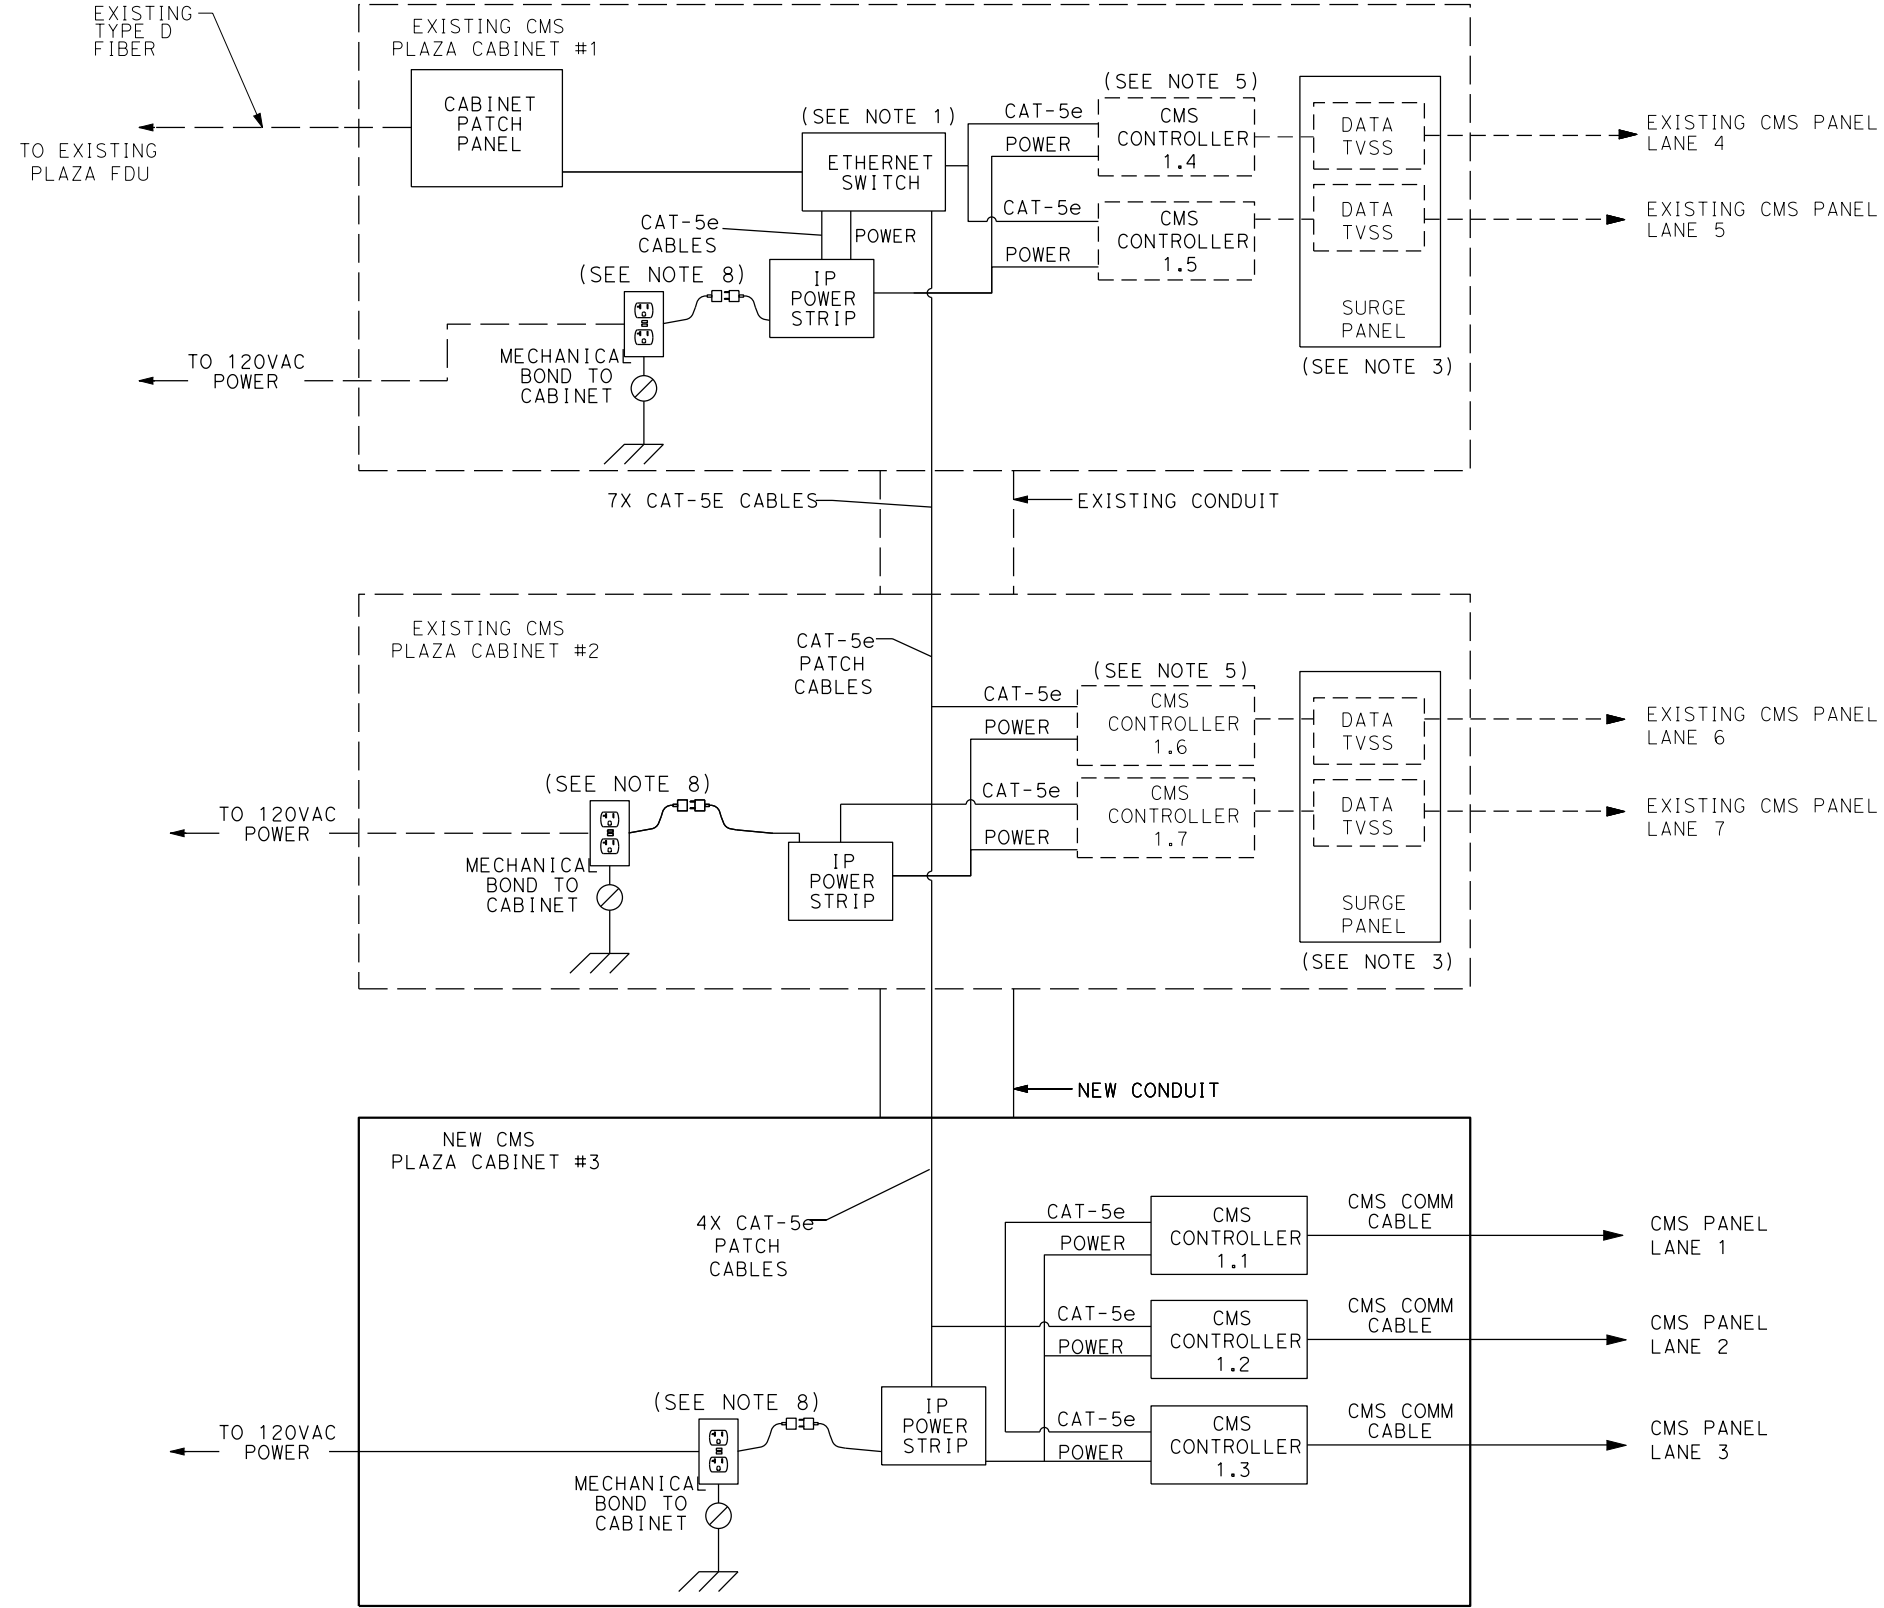 EXISTING
TYPE D
FIBER
TO EXISTING
PLAZA FDU
EXISTING CMS
PLAZA CABINET #1
CABINET
PATCH
PANEL
(SEE NOTE 1)
ETHERNET
SWITCH
CAT-5e
CABLES
POWER
(SEE NOTE 8)
IP
POWER
STRIP
MECHANICAL
BOND TO
CABINET
TO 120VAC
POWER
(SEE NOTE 5)
CAT-5e
POWER
CMS
CONTROLLER
1.4
CAT-5e
POWER
CMS
CONTROLLER
1.5
DATA
TVSS
DATA
TVSS
SURGE
PANEL
(SEE NOTE 3)
EXISTING CMS PANEL
LANE 4
EXISTING CMS PANEL
LANE 5
7X CAT-5E CABLES
EXISTING CONDUIT
EXISTING CMS
PLAZA CABINET #2
CAT-5e
PATCH
CABLES
(SEE NOTE 5)
CAT-5e
POWER
CMS
CONTROLLER
1.6
CAT-5e
POWER
CMS
CONTROLLER
1.7
DATA
TVSS
DATA
TVSS
SURGE
PANEL
(SEE NOTE 3)
EXISTING CMS PANEL
LANE 6
EXISTING CMS PANEL
LANE 7
(SEE NOTE 8)
TO 120VAC
POWER
MECHANICAL
BOND TO
CABINET
IP
POWER
STRIP
NEW CONDUIT
NEW CMS
PLAZA CABINET #3
4X CAT-5e
PATCH
CABLES
CAT-5e
POWER
CMS
CONTROLLER
1.1
CMS COMM
CABLE
CMS PANEL
LANE 1
CAT-5e
POWER
CMS
CONTROLLER
1.2
CMS COMM
CABLE
CMS PANEL
LANE 2
CAT-5e
POWER
CMS
CONTROLLER
1.3
CMS COMM
CABLE
CMS PANEL
LANE 3
(SEE NOTE 8)
IP
POWER
STRIP
TO 120VAC
POWER
MECHANICAL
BOND TO
CABINET